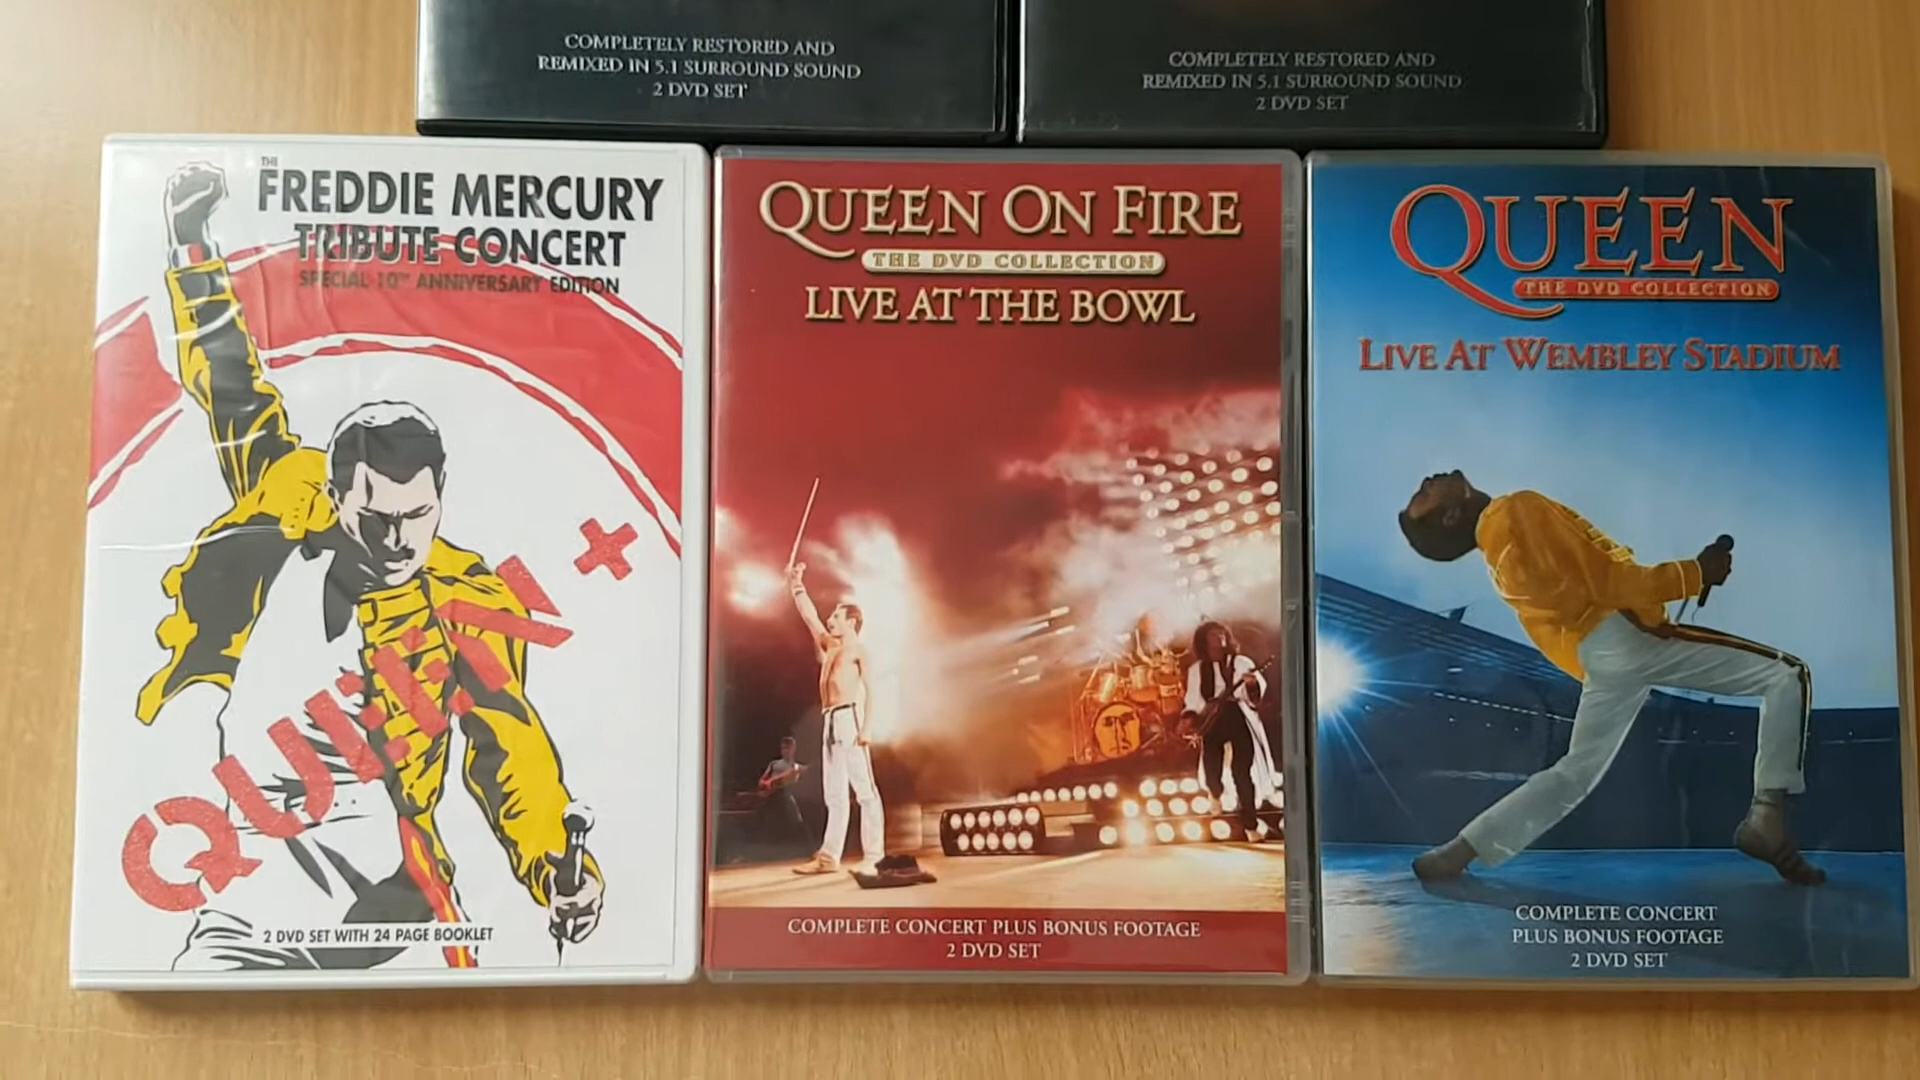 COMPLETELY RESTORED AND
REMIXED IN 5.1 SURROUND SOUND
2 DVD SET
COMPLETELY RESTORED AND
REMIXED IN 5.1 SURROUND SOUND
2 DVD SET
THE
FREDDIE MERCURY
TRIBUTE CONCERT
SPECIAL 10TH ANNIVERSARY EDITION
QUEEN +
2 DVD SET WITH 24 PAGE BOOKLET
QUEEN ON FIRE
THE DVD COLLECTION
LIVE AT THE BOWL
COMPLETE CONCERT PLUS BONUS FOOTAGE
2 DVD SET
QUEEN
THE DVD COLLECTION
LIVE AT WEMBLEY STADIUM
COMPLETE CONCERT
PLUS BONUS FOOTAGE
2 DVD SET